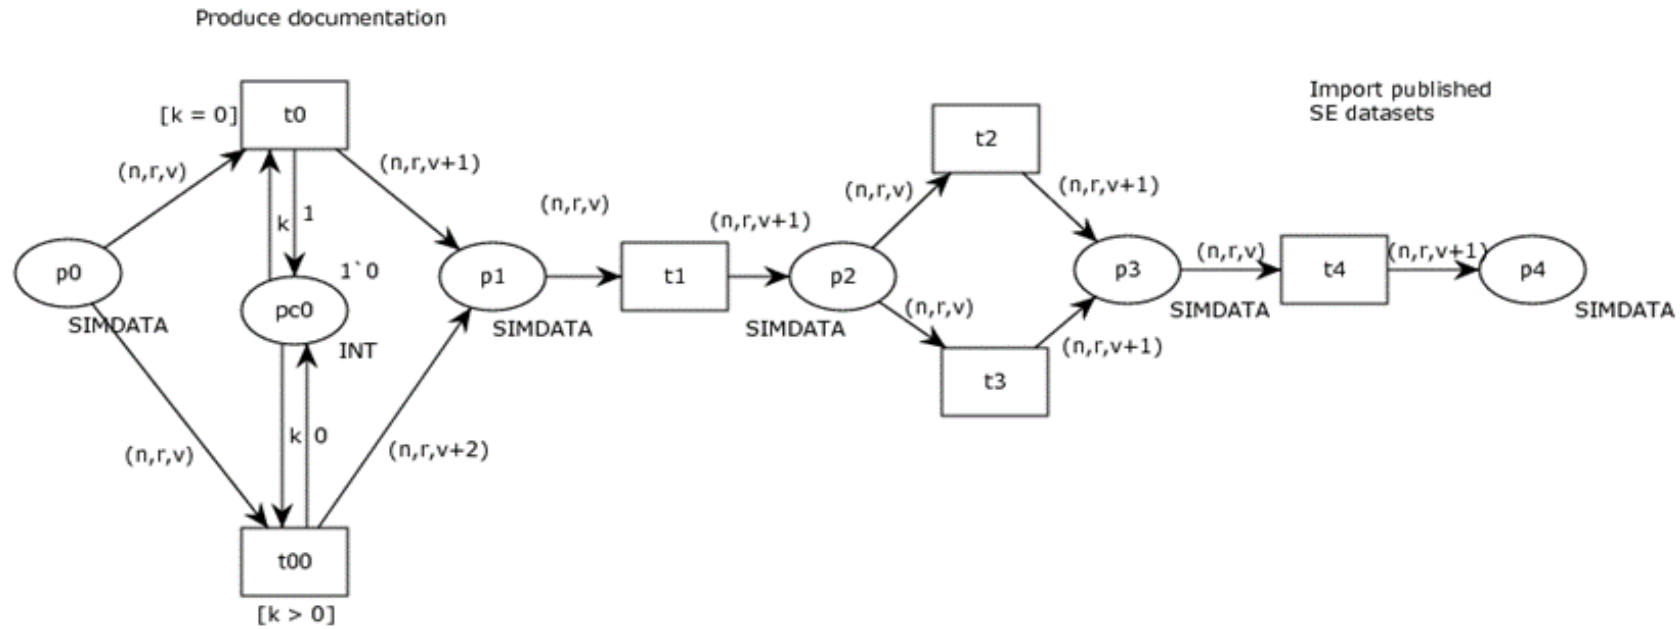 Produce documentation
Import published
SE datasets
[k = 0]
t0
t2
(n,r,v)
(n,r,v+1)
(n,r,v)
(n,r,v+1)
k
1
(n,r,v)
(n,r,v+1)
p0
1`0
p1
t1
p2
p3
(n,r,v)
t4
(n,r,v+1)
p4
SIMDATA
pc0
INT
SIMDATA
SIMDATA
(n,r,v)
SIMDATA
SIMDATA
(n,r,v+1)
t3
(n,r,v)
k
0
(n,r,v+2)
t00
[k > 0]